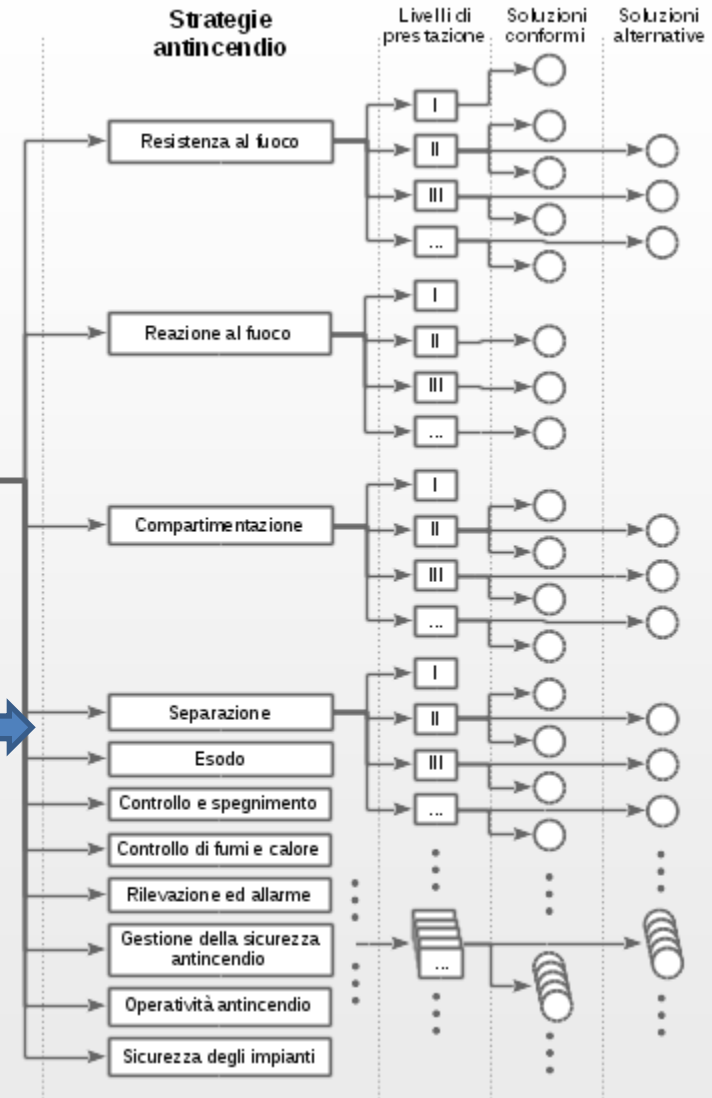 Strategie
antincendio
Livelli di
prestazione
Soluzioni
conformi
Soluzioni
alternative
Resistenza al fuoco
I
II
III
...
Reazione al fuoco
I
II
III
...
Compartimentazione
I
II
III
...
Separazione
I
II
III
...
Esodo
Controllo e spegnimento
Controllo di fumi e calore
Rilevazione ed allarme
Gestione della sicurezza
antincendio
...
Operatività antincendio
Sicurezza degli impianti